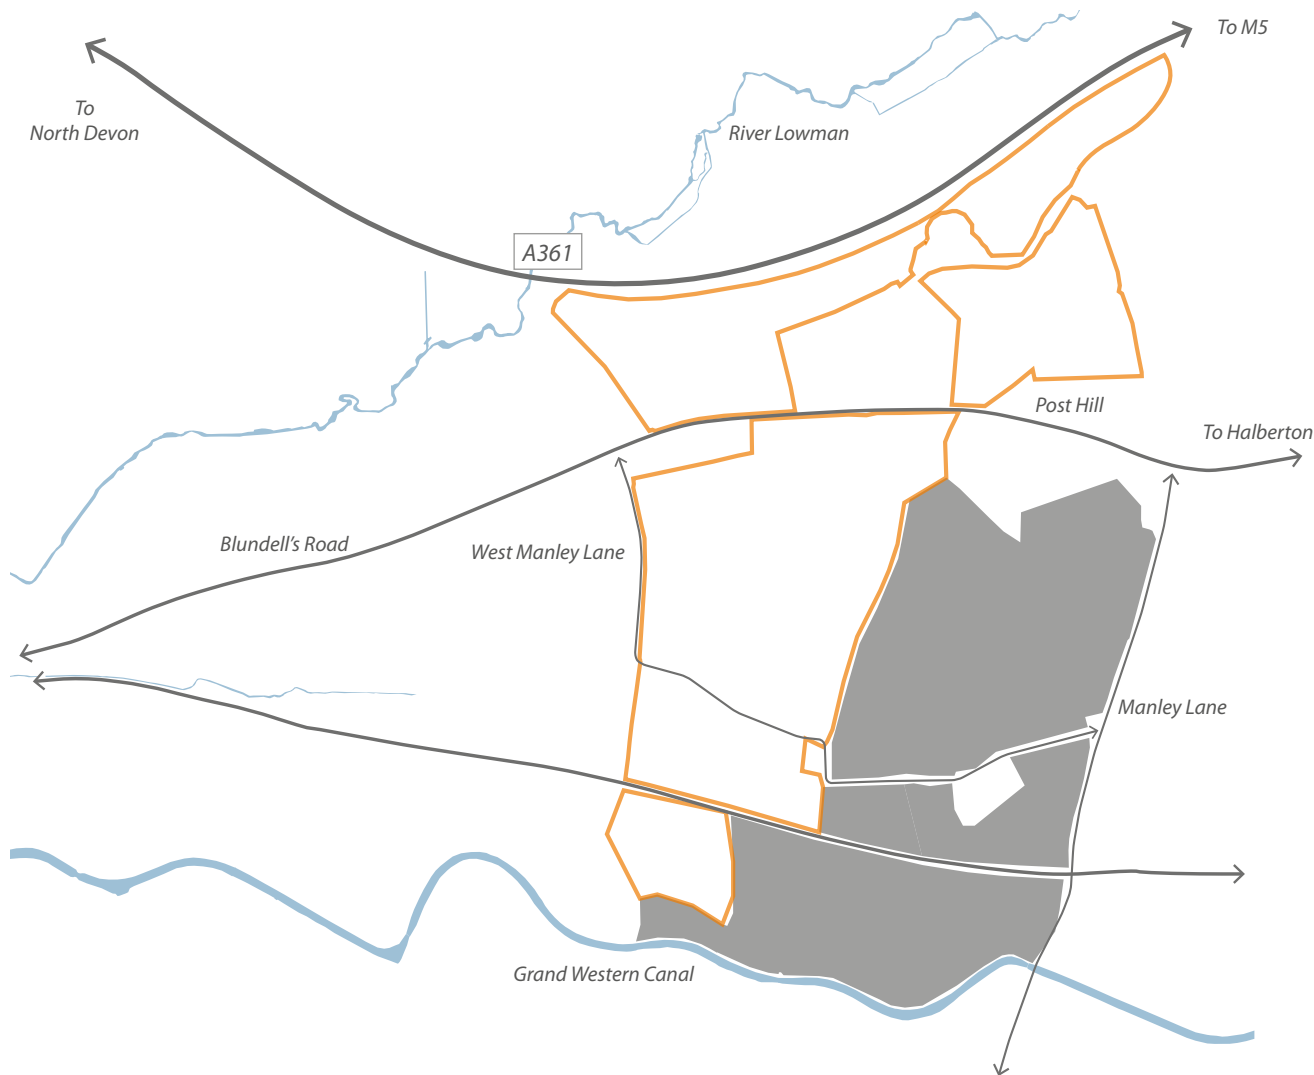 To M5
To
North Devon
River Lowman
A361
Post Hill
To Halberton
Blundell's Road
West Manley Lane
Manley Lane
Grand Western Canal